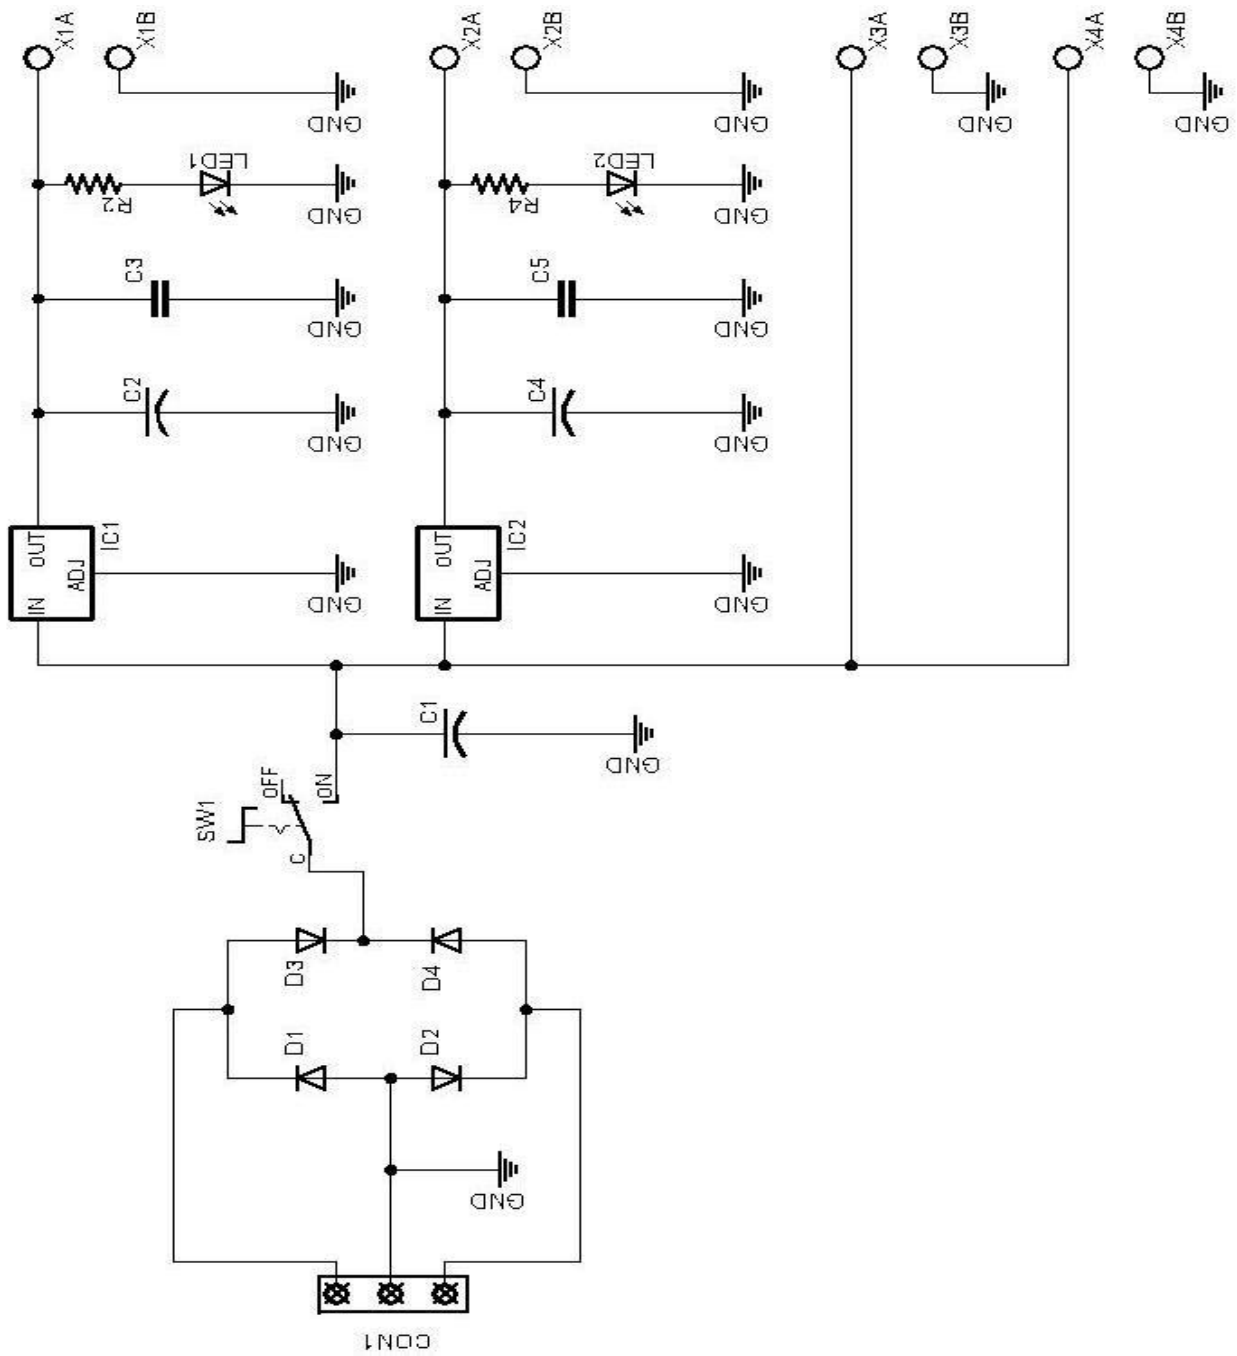 X1A
X1B
X2A
X2B
X3A
X3B
X4A
X4B
GND
GND
GND
GND
LED1
R2
GND
LED2
R4
GND
C3
GND
C5
GND
C2
GND
C4
GND
IN OUT
ADJ
IC1
GND
IN OUT
ADJ
IC2
GND
C1
GND
SW1
OFF
ON
C
D3
D4
D1
D2
GND
CON1